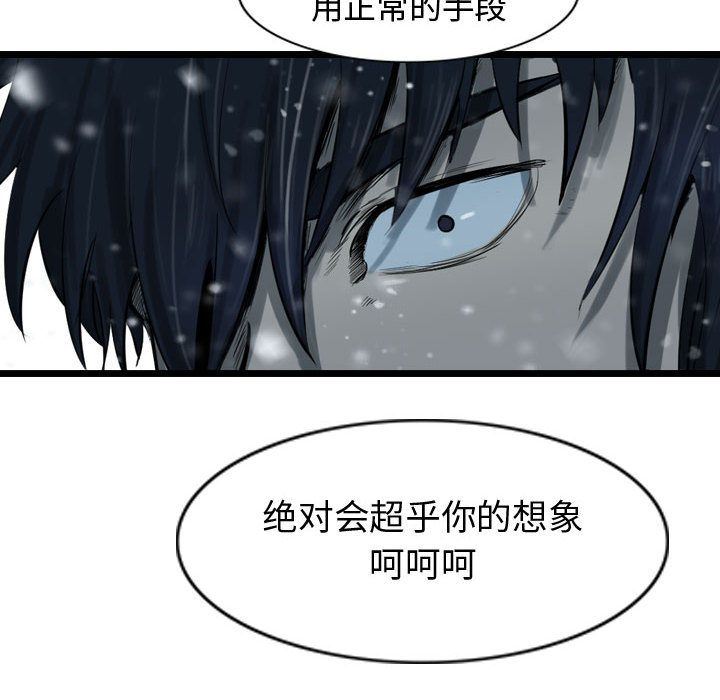 用正常的手段
绝对会超乎你的想象
呵呵呵